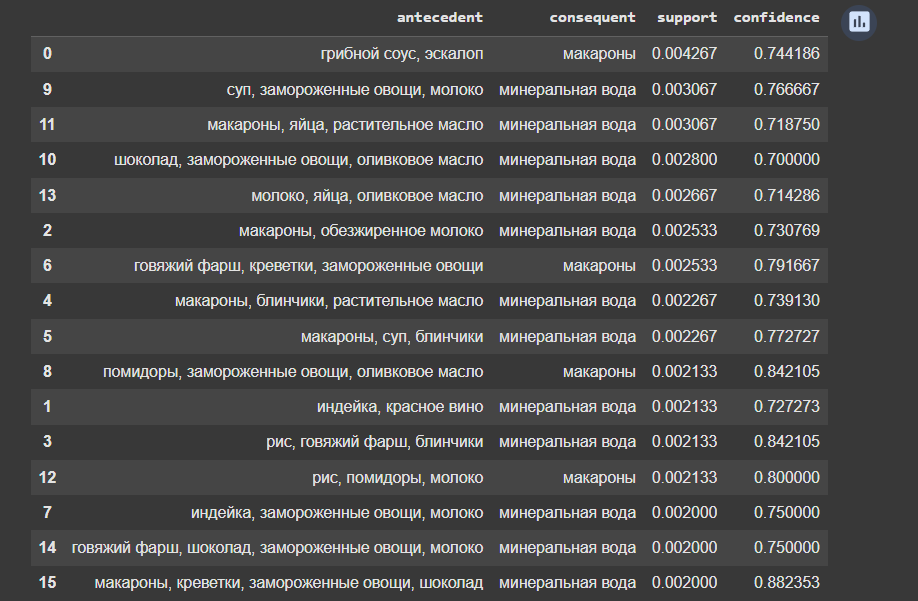 antecedent consequent support confidence
0 грибной соус, эскалоп макароны 0.004267 0.744186
9 суп, замороженные овощи, молоко минеральная вода 0.003067 0.766667
11 макароны, яйца, растительное масло минеральная вода 0.003067 0.718750
10 шоколад, замороженные овощи, оливковое масло минеральная вода 0.002800 0.700000
13 молоко, яйца, оливковое масло минеральная вода 0.002667 0.714286
2 макароны, обезжиренное молоко минеральная вода 0.002533 0.730769
6 говяжий фарш, креветки, замороженные овощи макароны 0.002533 0.791667
4 макароны, блинчики, растительное масло минеральная вода 0.002267 0.739130
5 макароны, суп, блинчики минеральная вода 0.002267 0.772727
8 помидоры, замороженные овощи, оливковое масло макароны 0.002133 0.842105
1 индейка, красное вино минеральная вода 0.002133 0.727273
3 рис, говяжий фарш, блинчики минеральная вода 0.002133 0.842105
12 рис, помидоры, молоко макароны 0.002133 0.800000
7 индейка, замороженные овощи, молоко минеральная вода 0.002000 0.750000
14 говяжий фарш, шоколад, замороженные овощи, молоко минеральная вода 0.002000 0.750000
15 макароны, креветки, замороженные овощи, шоколад минеральная вода 0.002000 0.882353